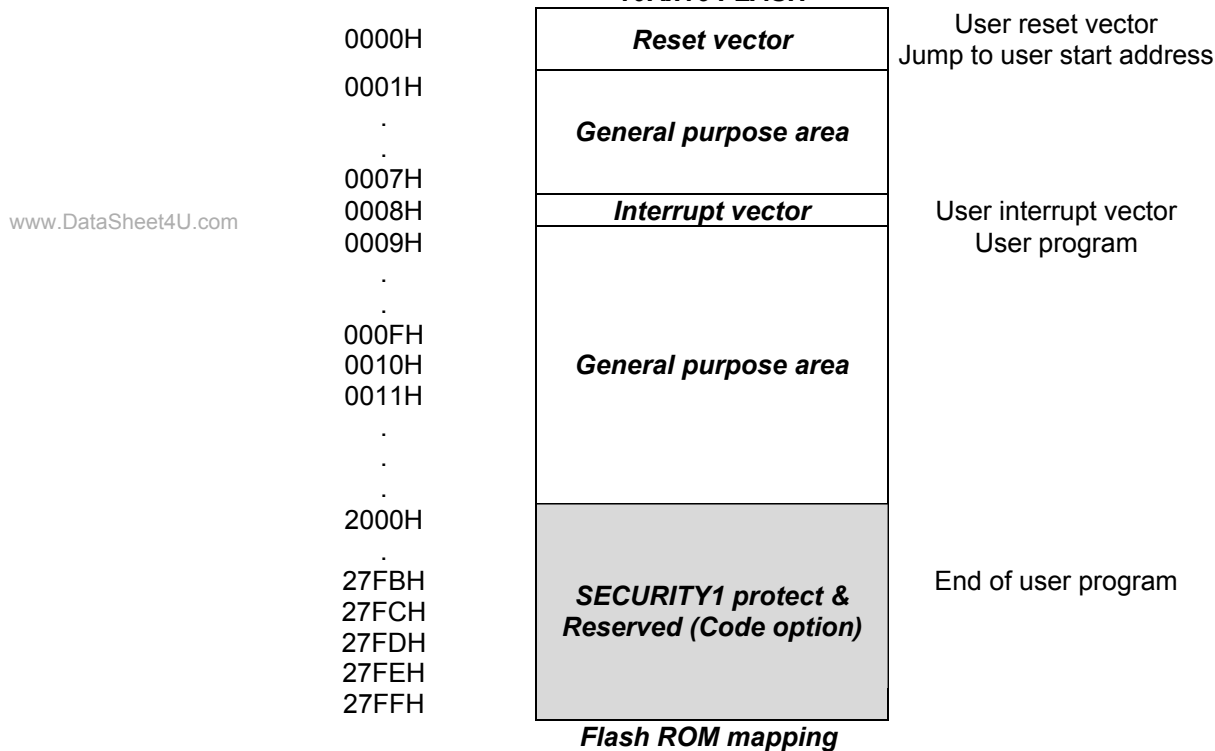 0000H Reset vector User reset vector
Jump to user start address
0001H
.
General purpose area
.
0007H
www.DataSheet4U.com 0008H Interrupt vector User interrupt vector
0009H User program
.
.
000FH
0010H General purpose area
0011H
.
.
.
2000H
.
27FBH SECURITY1 protect & End of user program
27FCH Reserved (Code option)
27FDH
27FEH
27FFH
Flash ROM mapping